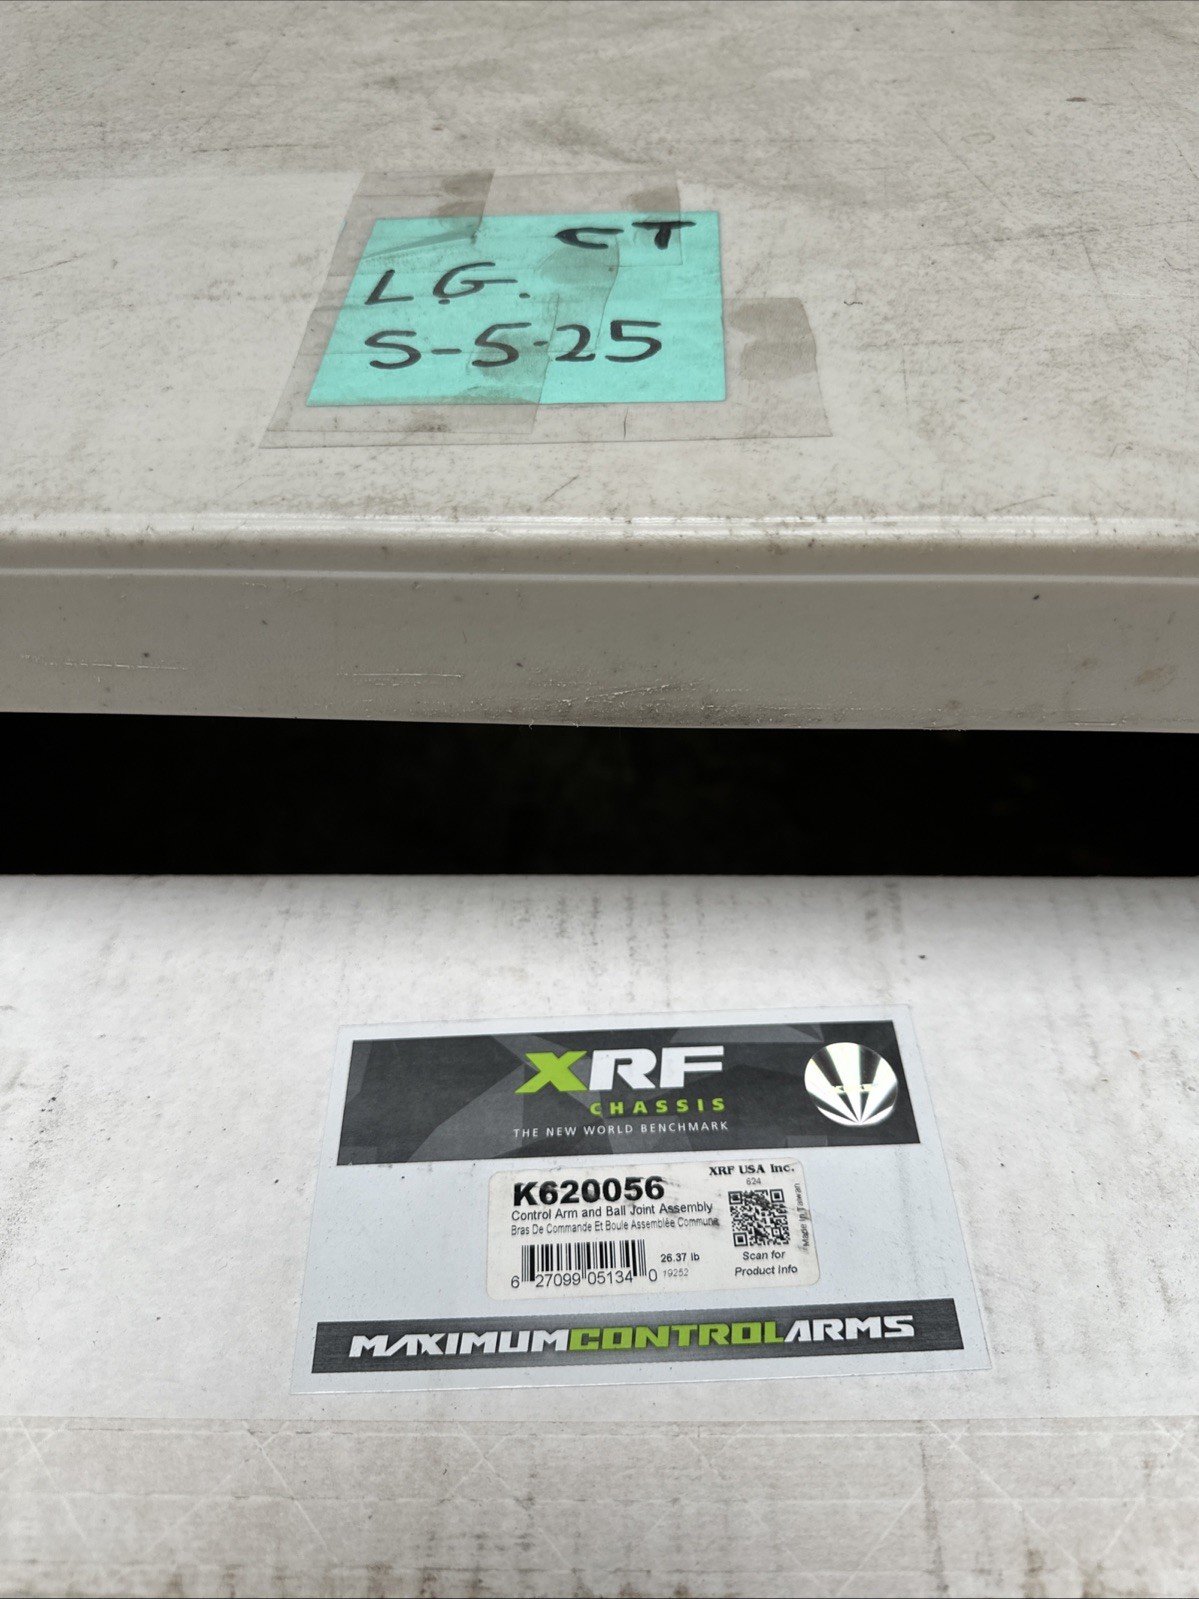 CT
L.G.
S-5-25
XRF
CHASSIS
THE NEW WORLD BENCHMARK
XRF USA Inc.
624
K620056
Control Arm and Ball Joint Assembly
Bras De Commande Et Boule Assemblée Commune
Made in Taiwan
26.37 lb
19252
6 27099 05134 0
Scan for
Product Info
MAXIMUMCONTROLARMS